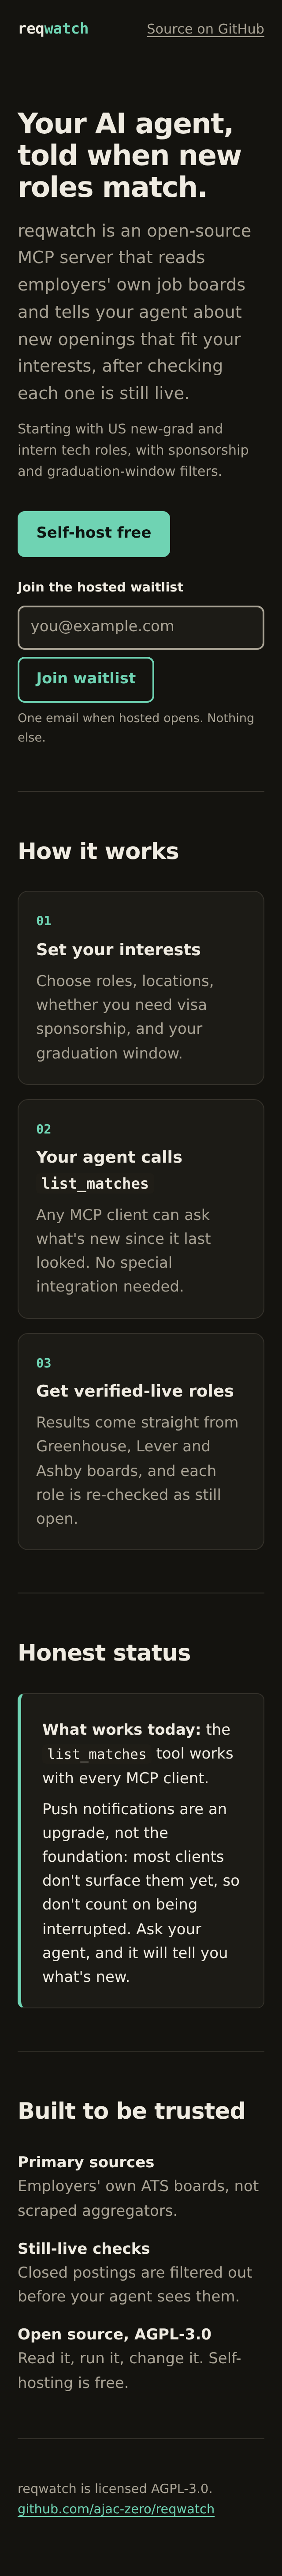 reqwatch
Source on GitHub
Your AI agent,
told when new
roles match.
reqwatch is an open-source
MCP server that reads
employers' own job boards
and tells your agent about
new openings that fit your
interests, after checking
each one is still live.
Starting with US new-grad and
intern tech roles, with sponsorship
and graduation-window filters.
Self-host free
Join the hosted waitlist
you@example.com
Join waitlist
One email when hosted opens. Nothing
else.
How it works
01
Set your interests
Choose roles, locations,
whether you need visa
sponsorship, and your
graduation window.
02
Your agent calls
list_matches
Any MCP client can ask
what's new since it last
looked. No special
integration needed.
03
Get verified-live roles
Results come straight from
Greenhouse, Lever and
Ashby boards, and each
role is re-checked as still
open.
Honest status
What works today: the
list_matches tool works
with every MCP client.
Push notifications are an
upgrade, not the
foundation: most clients
don't surface them yet, so
don't count on being
interrupted. Ask your
agent, and it will tell you
what's new.
Built to be trusted
Primary sources
Employers' own ATS boards, not
scraped aggregators.
Still-live checks
Closed postings are filtered out
before your agent sees them.
Open source, AGPL-3.0
Read it, run it, change it. Self-
hosting is free.
reqwatch is licensed AGPL-3.0.
github.com/ajac-zero/reqwatch